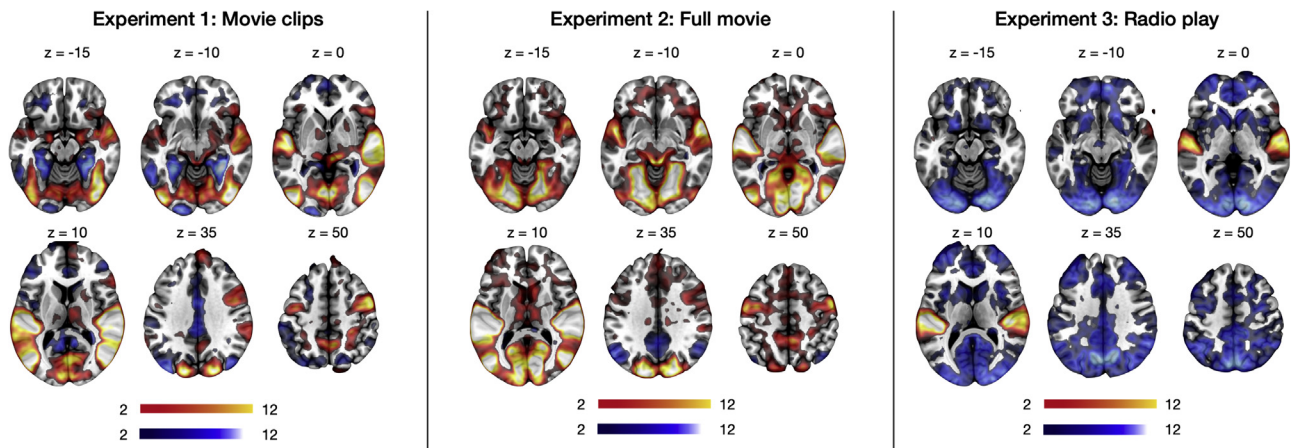 Experiment 1: Movie clips
z = -15 z = -10 z = 0
z = 10 z = 35 z = 50
2 12
2 12
Experiment 2: Full movie
z = -15 z = -10 z = 0
z = 10 z = 35 z = 50
2 12
2 12
Experiment 3: Radio play
z = -15 z = -10 z = 0
z = 10 z = 35 z = 50
2 12
2 12